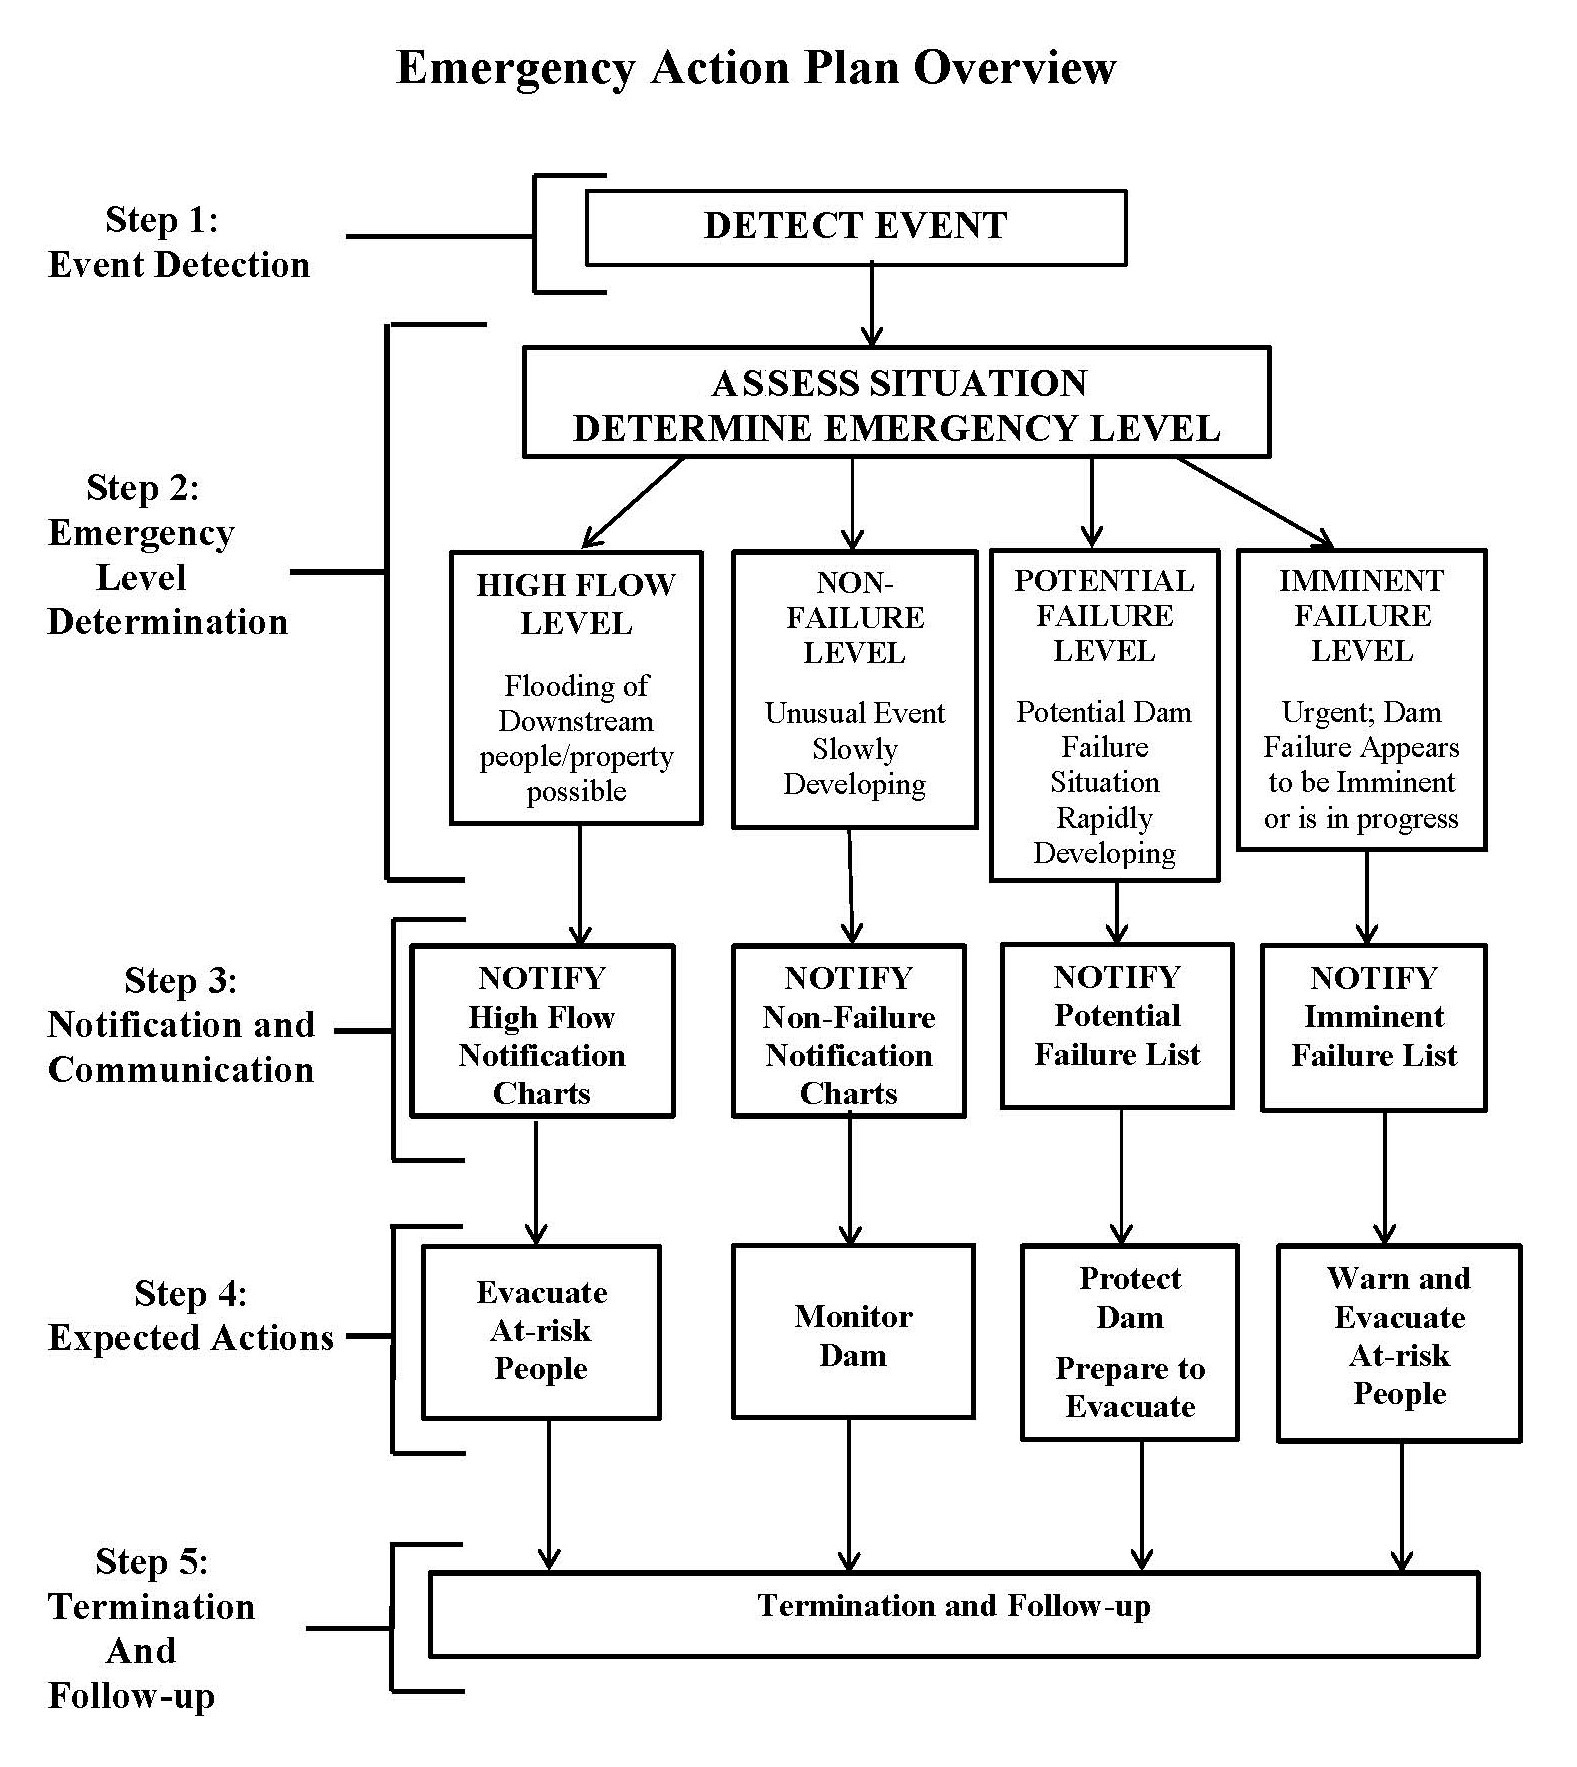 Emergency Action Plan Overview
Step 1:
Event Detection
DETECT EVENT
Step 2:
Emergency
Level
Determination
ASSESS SITUATION
DETERMINE EMERGENCY LEVEL
HIGH FLOW
LEVEL
Flooding of
Downstream
people/property
possible
NON-
FAILURE
LEVEL
Unusual Event
Slowly
Developing
POTENTIAL
FAILURE
LEVEL
Potential Dam
Failure
Situation
Rapidly
Developing
IMMINENT
FAILURE
LEVEL
Urgent; Dam
Failure Appears
to be Imminent
or is in progress
Step 3:
Notification and
Communication
NOTIFY
High Flow
Notification
Charts
NOTIFY
Non-Failure
Notification
Charts
NOTIFY
Potential
Failure List
NOTIFY
Imminent
Failure List
Step 4:
Expected Actions
Evacuate
At-risk
People
Monitor
Dam
Protect
Dam
Prepare to
Evacuate
Warn and
Evacuate
At-risk
People
Step 5:
Termination
And
Follow-up
Termination and Follow-up